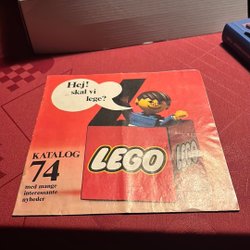 Hej!
skal vi
lege?
KATALOG
74
med mange
interessante
nyheder
LEGO
LEGO